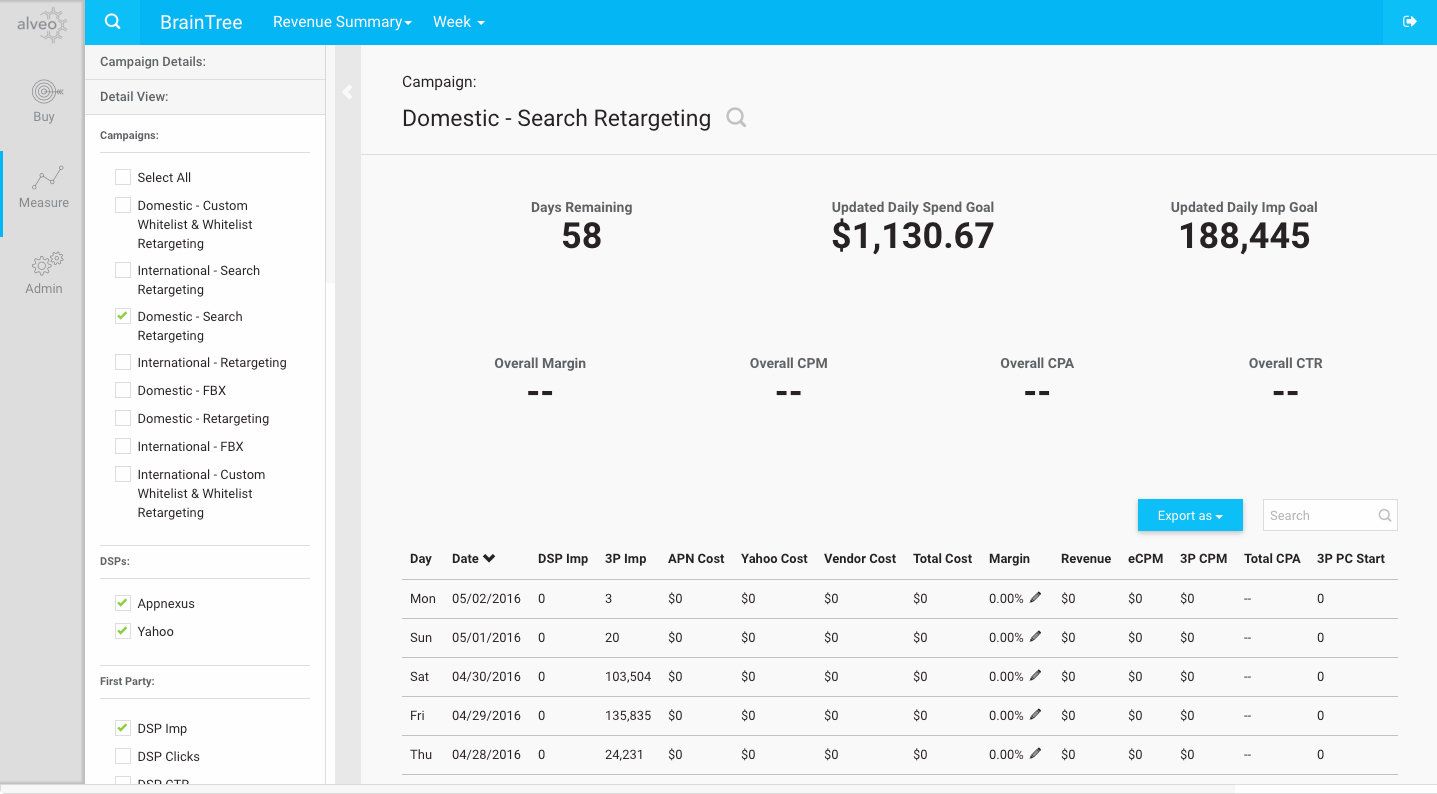 alveo
BrainTree Revenue Summary Week
Buy
Measure
Admin
Campaign Details:
Detail View:
Campaigns:
Select All
Domestic - Custom
Whitelist & Whitelist
Retargeting
International - Search
Retargeting
Domestic - Search
Retargeting
International - Retargeting
Domestic - FBX
Domestic - Retargeting
International - FBX
International - Custom
Whitelist & Whitelist
Retargeting
DSPs:
Appnexus
Yahoo
First Party:
DSP Imp
DSP Clicks
DSP CTR
Campaign:
Domestic - Search Retargeting
Days Remaining Updated Daily Spend Goal Updated Daily Imp Goal
58 $1,130.67 188,445
Overall Margin Overall CPM Overall CPA Overall CTR
-- -- -- --
Export as Search
Day Date DSP Imp 3P Imp APN Cost Yahoo Cost Vendor Cost Total Cost Margin Revenue eCPM 3P CPM Total CPA 3P PC Start
Mon 05/02/2016 0 3 $0 $0 $0 $0 0.00% $0 $0 $0 -- 0
Sun 05/01/2016 0 20 $0 $0 $0 $0 0.00% $0 $0 $0 -- 0
Sat 04/30/2016 0 103,504 $0 $0 $0 $0 0.00% $0 $0 $0 -- 0
Fri 04/29/2016 0 135,835 $0 $0 $0 $0 0.00% $0 $0 $0 -- 0
Thu 04/28/2016 0 24,231 $0 $0 $0 $0 0.00% $0 $0 $0 -- 0